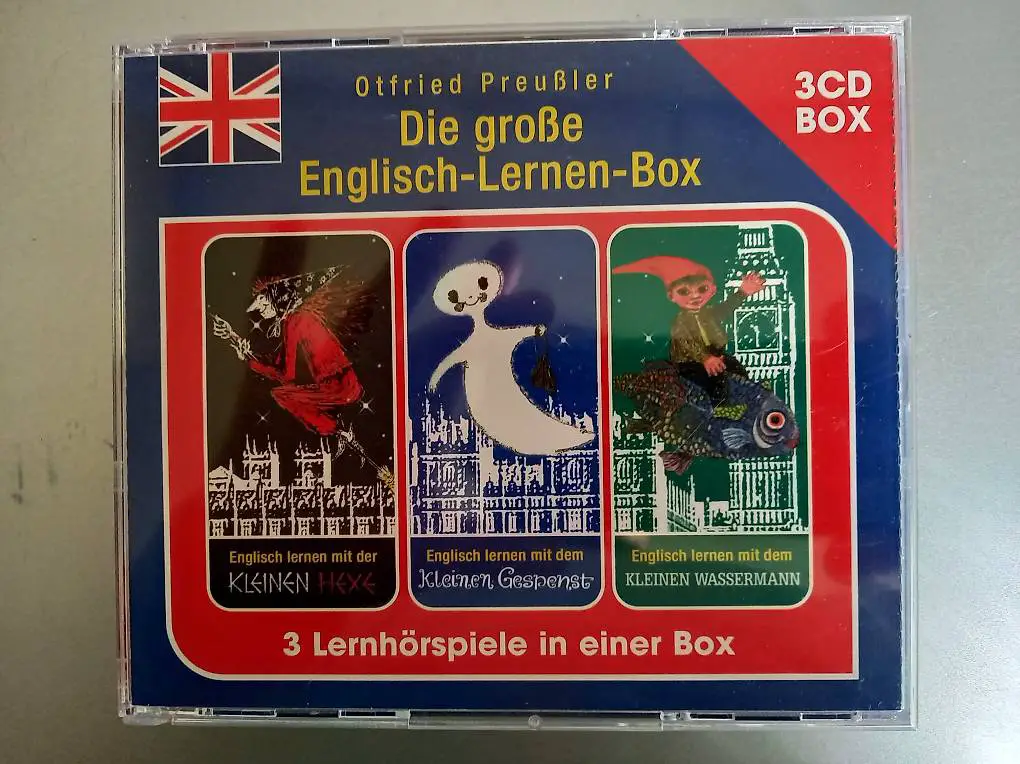 Otfried Preußler
Die große
Englisch-Lernen-Box
3CD
BOX
Englisch lernen mit der
KLEINEN HEXE
Englisch lernen mit dem
Kleinen Gespenst
Englisch lernen mit dem
KLEINEN WASSERMANN
3 Lernhörspiele in einer Box